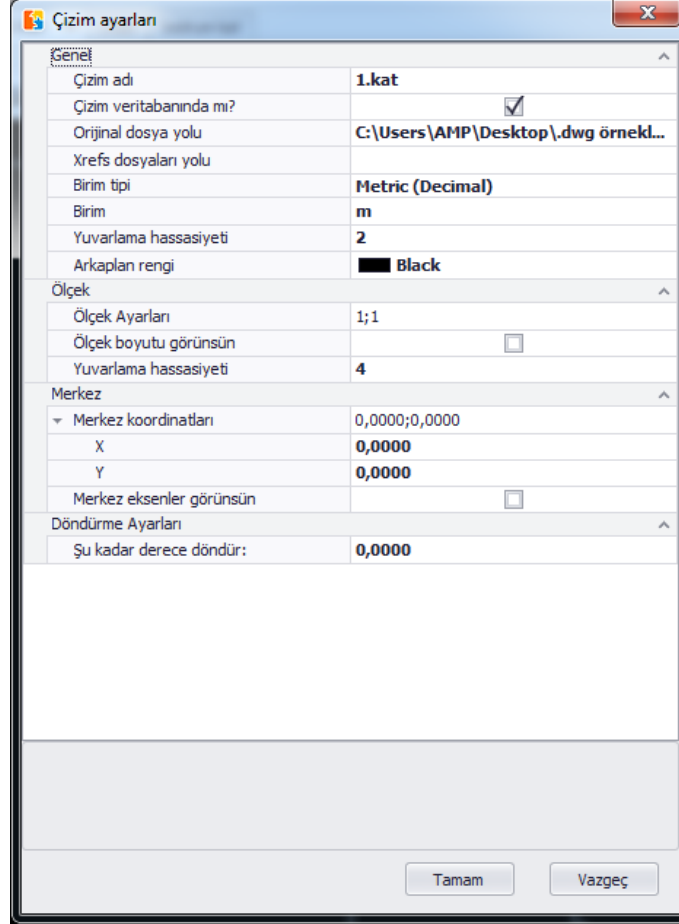 Çizim ayarları
Genel
Çizim adı 1.kat
Çizim veritabanında mı?
Orijinal dosya yolu C:\Users\AMP\Desktop\.dwg örnekl...
Xrefs dosyaları yolu
Birim tipi Metric (Decimal)
Birim m
Yuvarlama hassasiyeti 2
Arkaplan rengi Black
Ölçek
Ölçek Ayarları 1;1
Ölçek boyutu görünsün
Yuvarlama hassasiyeti 4
Merkez
Merkez koordinatları 0,0000;0,0000
X 0,0000
Y 0,0000
Merkez eksenler görünsün
Döndürme Ayarları
Şu kadar derece döndür: 0,0000
Tamam Vazgeç